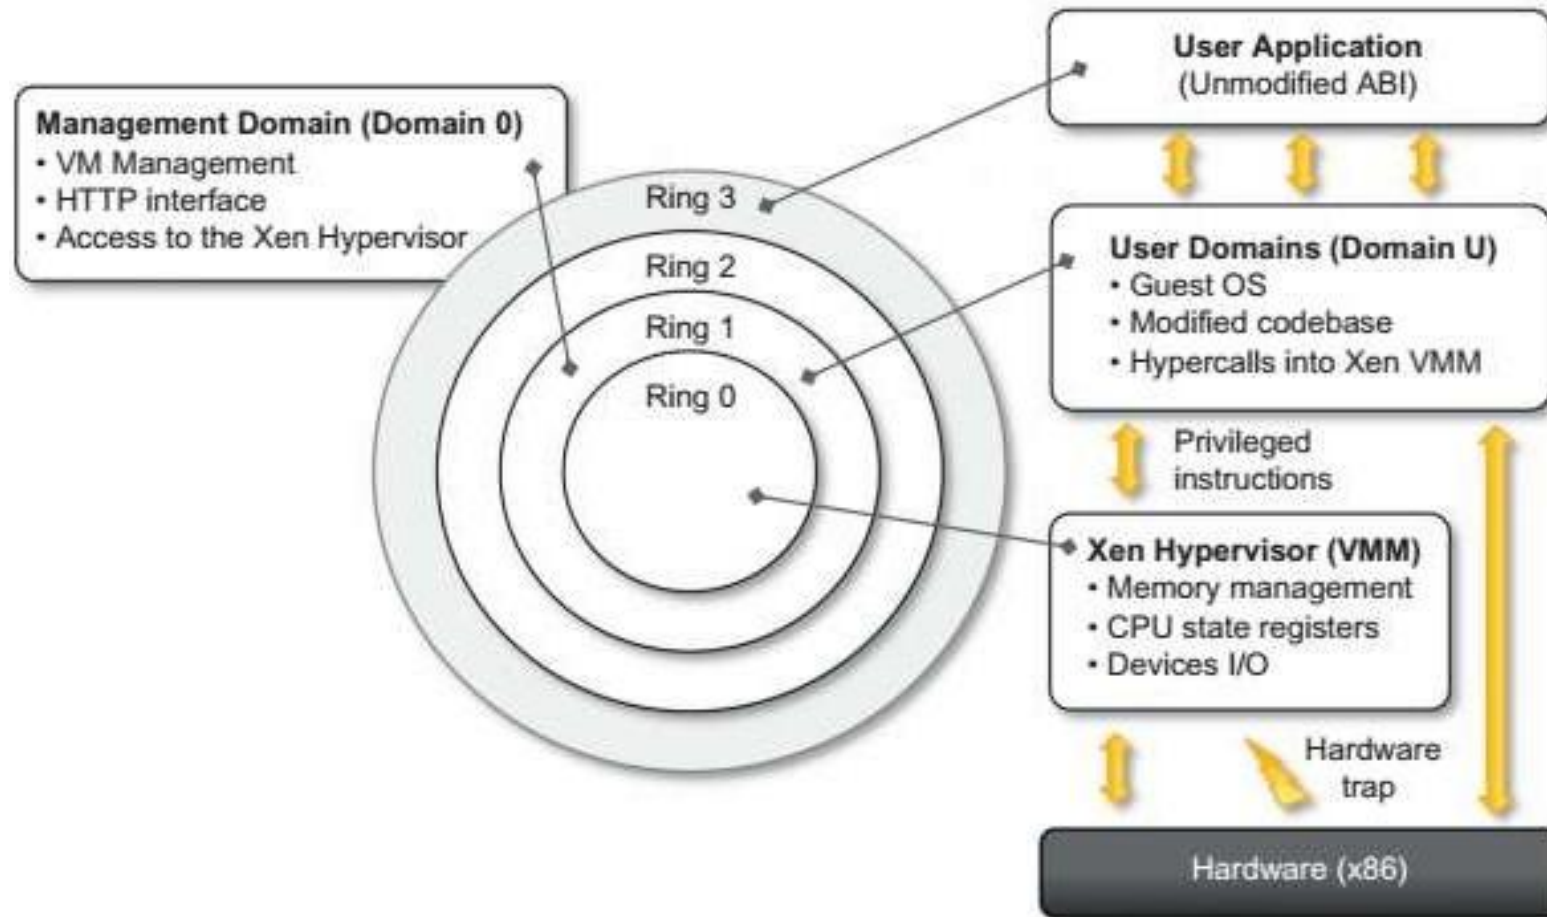 Management Domain (Domain 0)
• VM Management
• HTTP interface
• Access to the Xen Hypervisor
Ring 3
Ring 2
Ring 1
Ring 0
User Application
(Unmodified ABI)
User Domains (Domain U)
• Guest OS
• Modified codebase
• Hypercalls into Xen VMM
Privileged
instructions
Xen Hypervisor (VMM)
• Memory management
• CPU state registers
• Devices I/O
Hardware
trap
Hardware (x86)